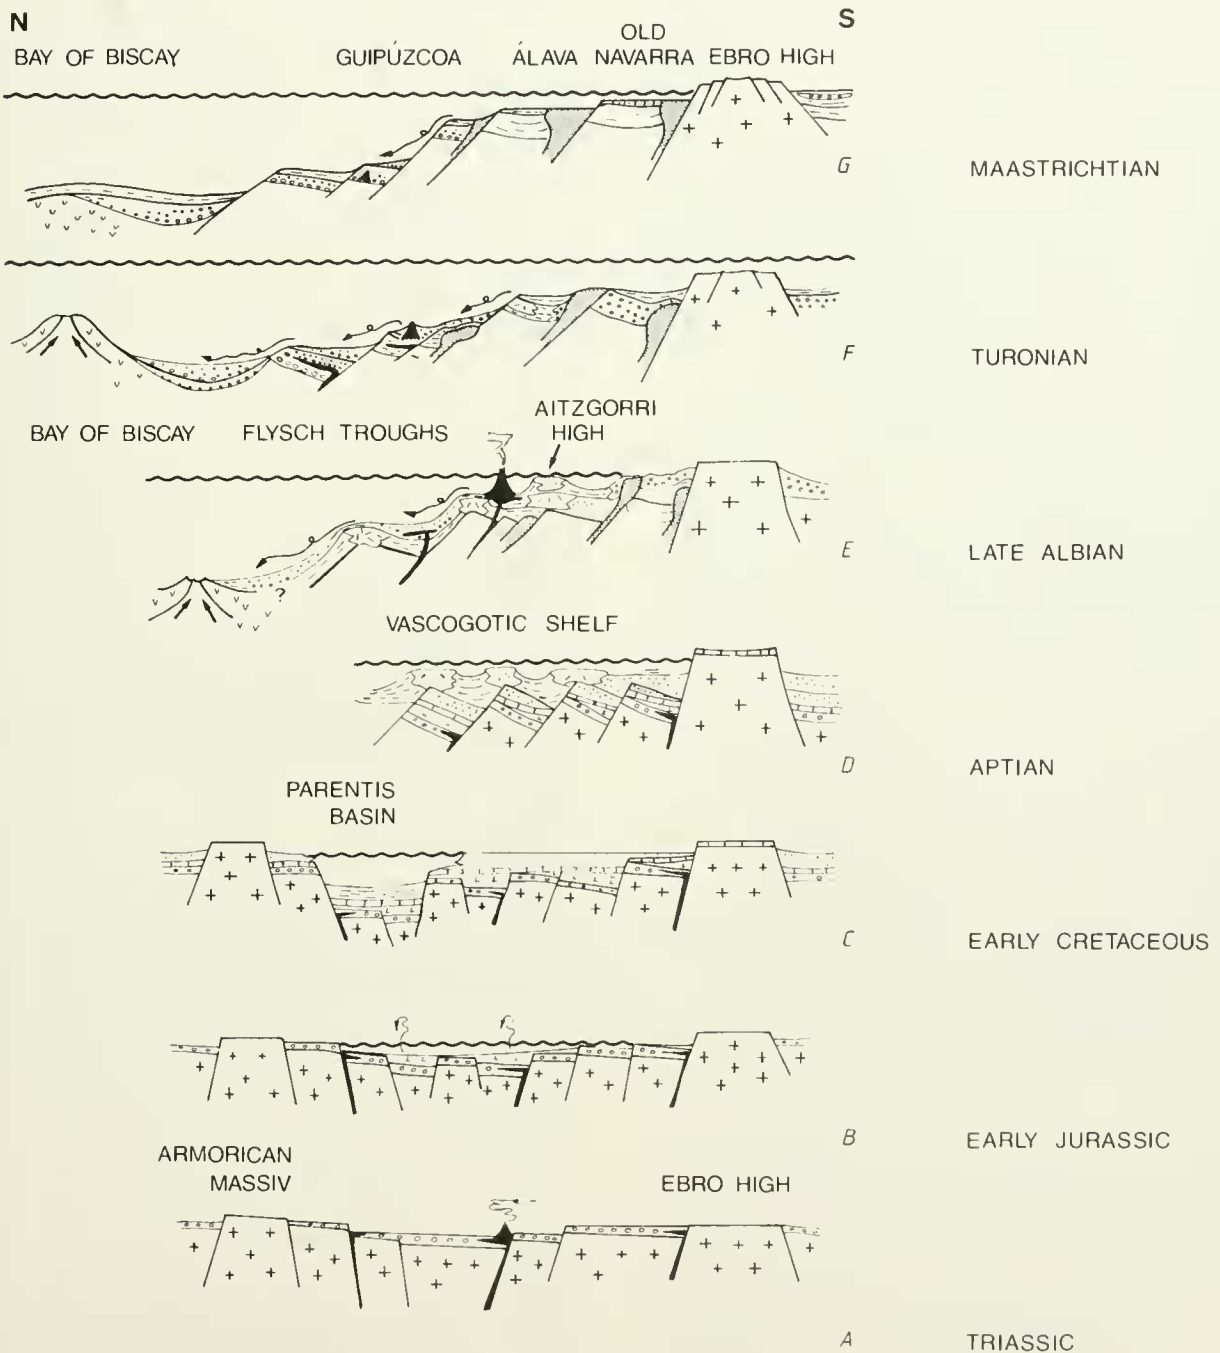 N
S
BAY OF BISCAY
GUIPÚZCOA
ÁLAVA
OLD
NAVARRA
EBRO HIGH
G
MAASTRICHTIAN
F
TURONIAN
BAY OF BISCAY
FLYSCH TROUGHS
AITZGORRI
HIGH
?
E
LATE ALBIAN
VASCOGOTIC SHELF
D
APTIAN
PARENTIS
BASIN
C
EARLY CRETACEOUS
B
EARLY JURASSIC
ARMORICAN
MASSIV
EBRO HIGH
A
TRIASSIC